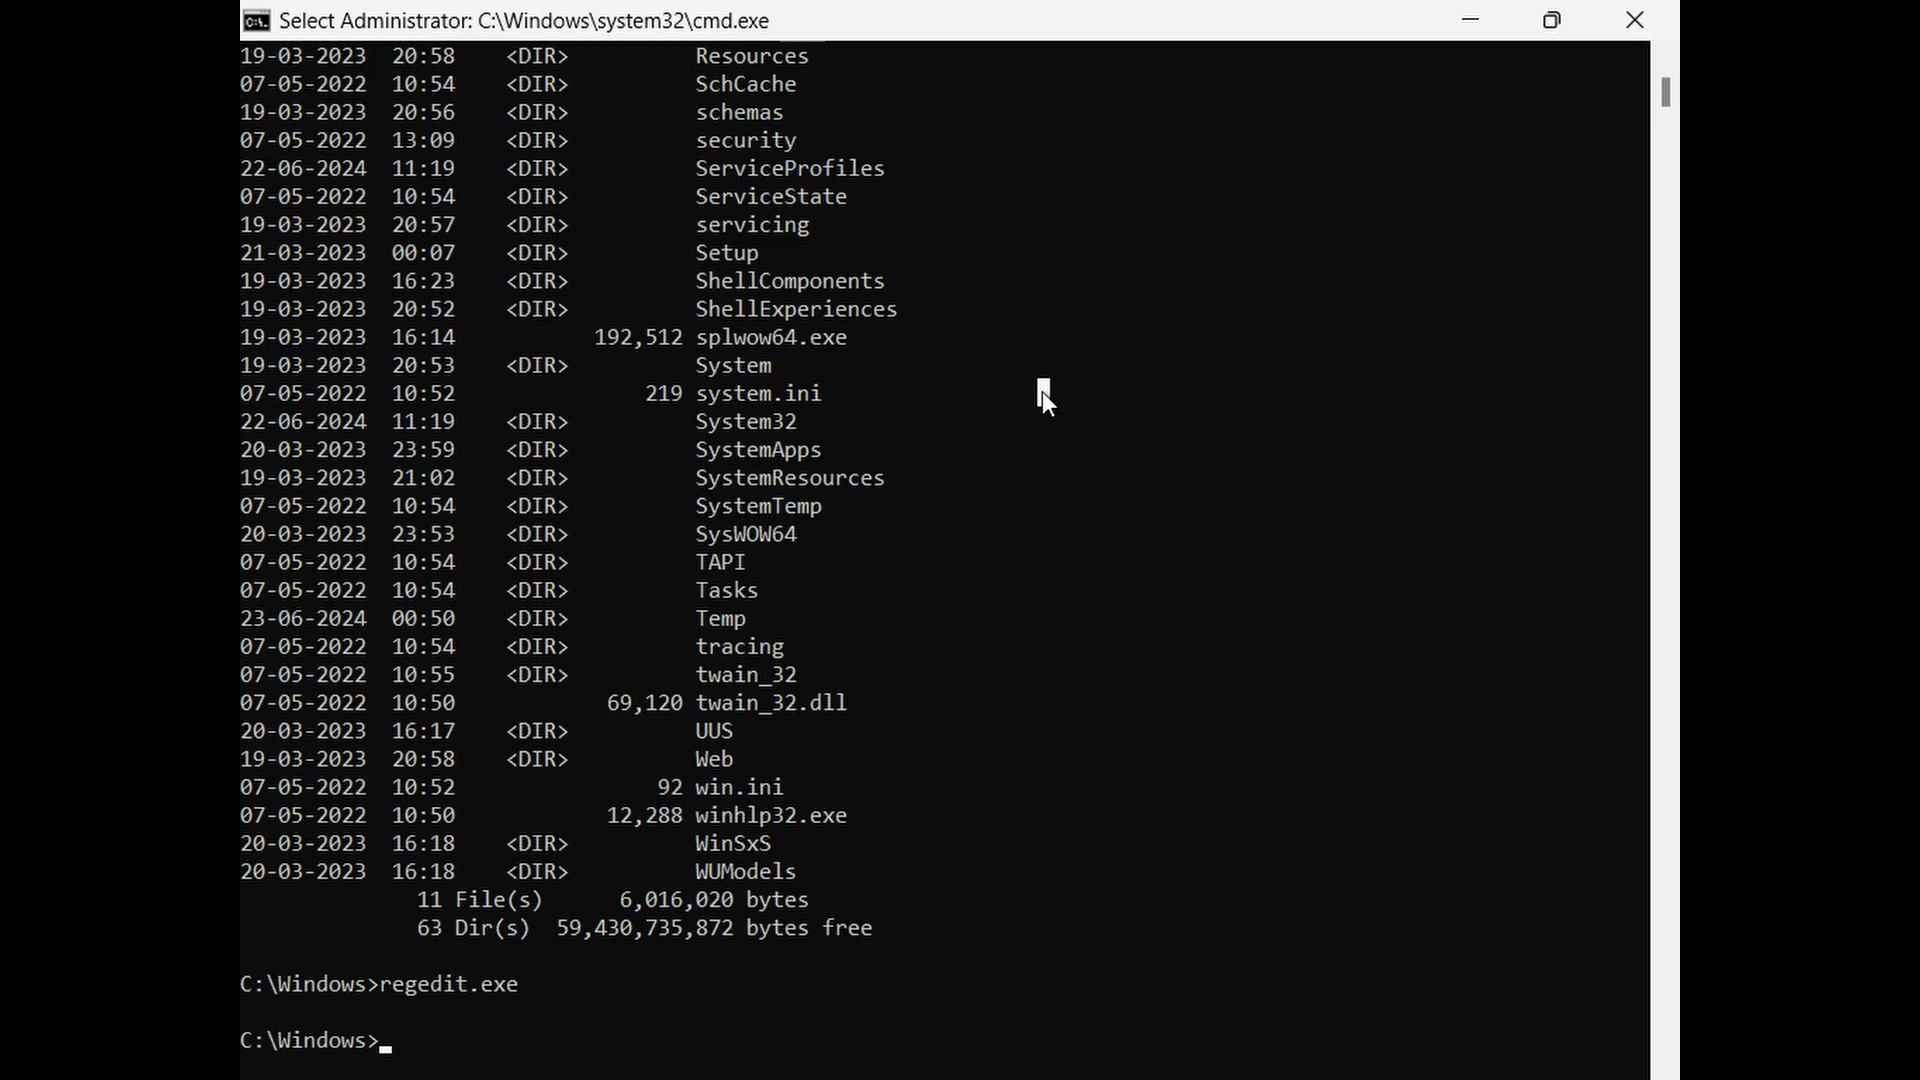 Select Administrator: C:\Windows\system32\cmd.exe
19-03-2023  20:58    <DIR>          Resources
07-05-2022  10:54    <DIR>          SchCache
19-03-2023  20:56    <DIR>          schemas
07-05-2022  13:09    <DIR>          security
22-06-2024  11:19    <DIR>          ServiceProfiles
07-05-2022  10:54    <DIR>          ServiceState
19-03-2023  20:57    <DIR>          servicing
21-03-2023  00:07    <DIR>          Setup
19-03-2023  16:23    <DIR>          ShellComponents
19-03-2023  20:52    <DIR>          ShellExperiences
19-03-2023  16:14           192,512 splwow64.exe
19-03-2023  20:53    <DIR>          System
07-05-2022  10:52               219 system.ini
22-06-2024  11:19    <DIR>          System32
20-03-2023  23:59    <DIR>          SystemApps
19-03-2023  21:02    <DIR>          SystemResources
07-05-2022  10:54    <DIR>          SystemTemp
20-03-2023  23:53    <DIR>          SysWOW64
07-05-2022  10:54    <DIR>          TAPI
07-05-2022  10:54    <DIR>          Tasks
23-06-2024  00:50    <DIR>          Temp
07-05-2022  10:54    <DIR>          tracing
07-05-2022  10:55    <DIR>          twain_32
07-05-2022  10:50            69,120 twain_32.dll
20-03-2023  16:17    <DIR>          UUS
19-03-2023  20:58    <DIR>          Web
07-05-2022  10:52                92 win.ini
07-05-2022  10:50            12,288 winhlp32.exe
20-03-2023  16:18    <DIR>          WinSxS
20-03-2023  16:18    <DIR>          WUModels
11 File(s)      6,016,020 bytes
63 Dir(s)  59,430,735,872 bytes free
C:\Windows>regedit.exe
C:\Windows>